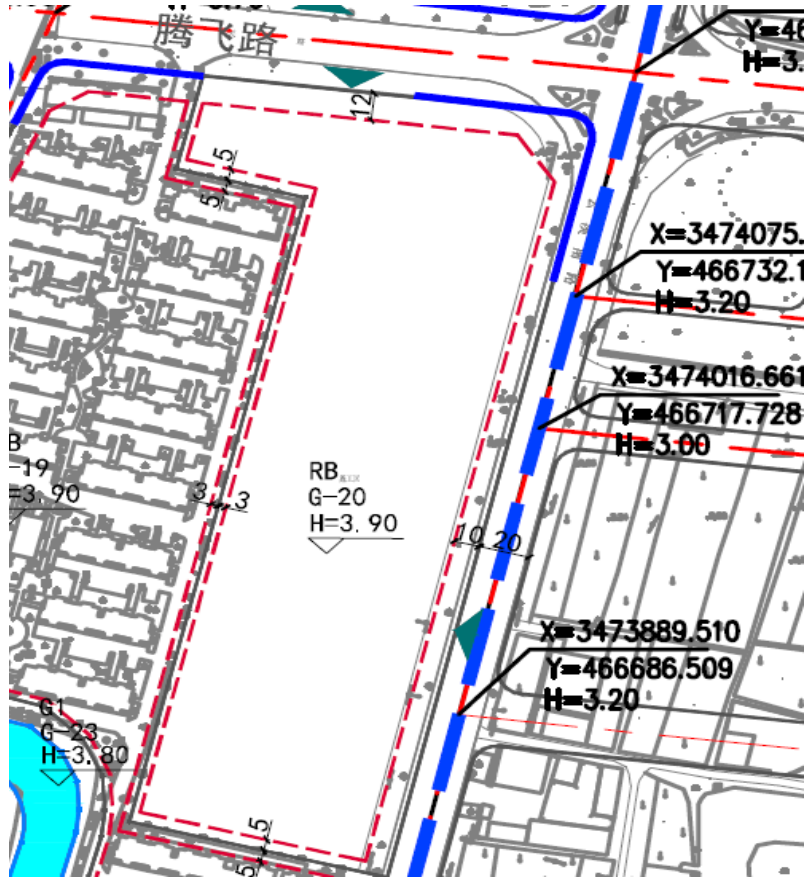 腾飞路
Y=46
H=3.
12
5
5
X=3474075.
Y=466732.1
H=3.20
X=3474016.661
Y=466717.728
H=3.00
-19
=3.90
3
3
RB
G-20
H=3.90
10
20
X=3473889.510
Y=466686.509
H=3.20
G1
G-23
H=3.80
5
5